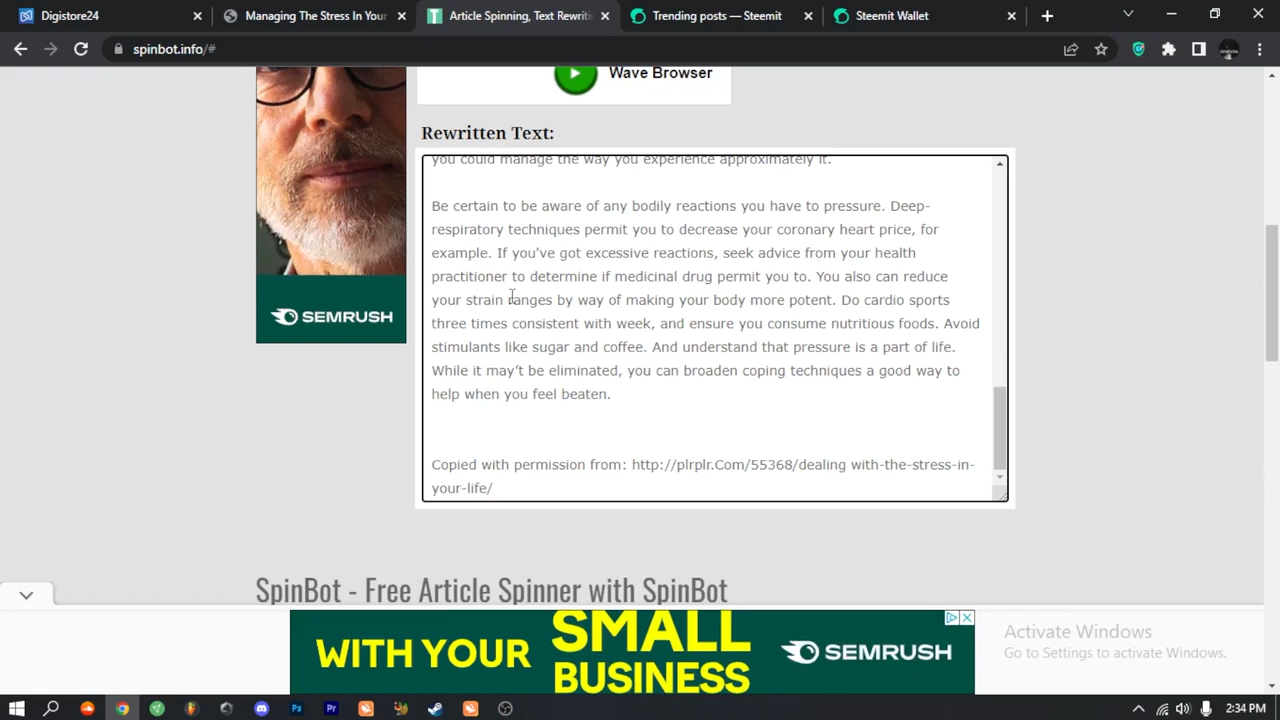 Digistore24
Managing The Stress In Your
Article Spinning, Text Rewriti
Trending posts — Steemit
Steemit Wallet
spinbot.info/#
Wave Browser
Rewritten Text:
you could manage the way you experience approximately it.
Be certain to be aware of any bodily reactions you have to pressure. Deep-
respiratory techniques permit you to decrease your coronary heart price, for
example. If you've got excessive reactions, seek advice from your health
practitioner to determine if medicinal drug permit you to. You also can reduce
your strain ranges by way of making your body more potent. Do cardio sports
three times consistent with week, and ensure you consume nutritious foods. Avoid
stimulants like sugar and coffee. And understand that pressure is a part of life.
While it may’t be eliminated, you can broaden coping techniques a good way to
help when you feel beaten.
Copied with permission from: http://plrplr.Com/55368/dealing with-the-stress-in-
your-life/
SEMRUSH
SpinBot - Free Article Spinner with SpinBot
WITH YOUR SMALL BUSINESS SEMRUSH
Activate Windows
Go to Settings to activate Windows.
2:34 PM